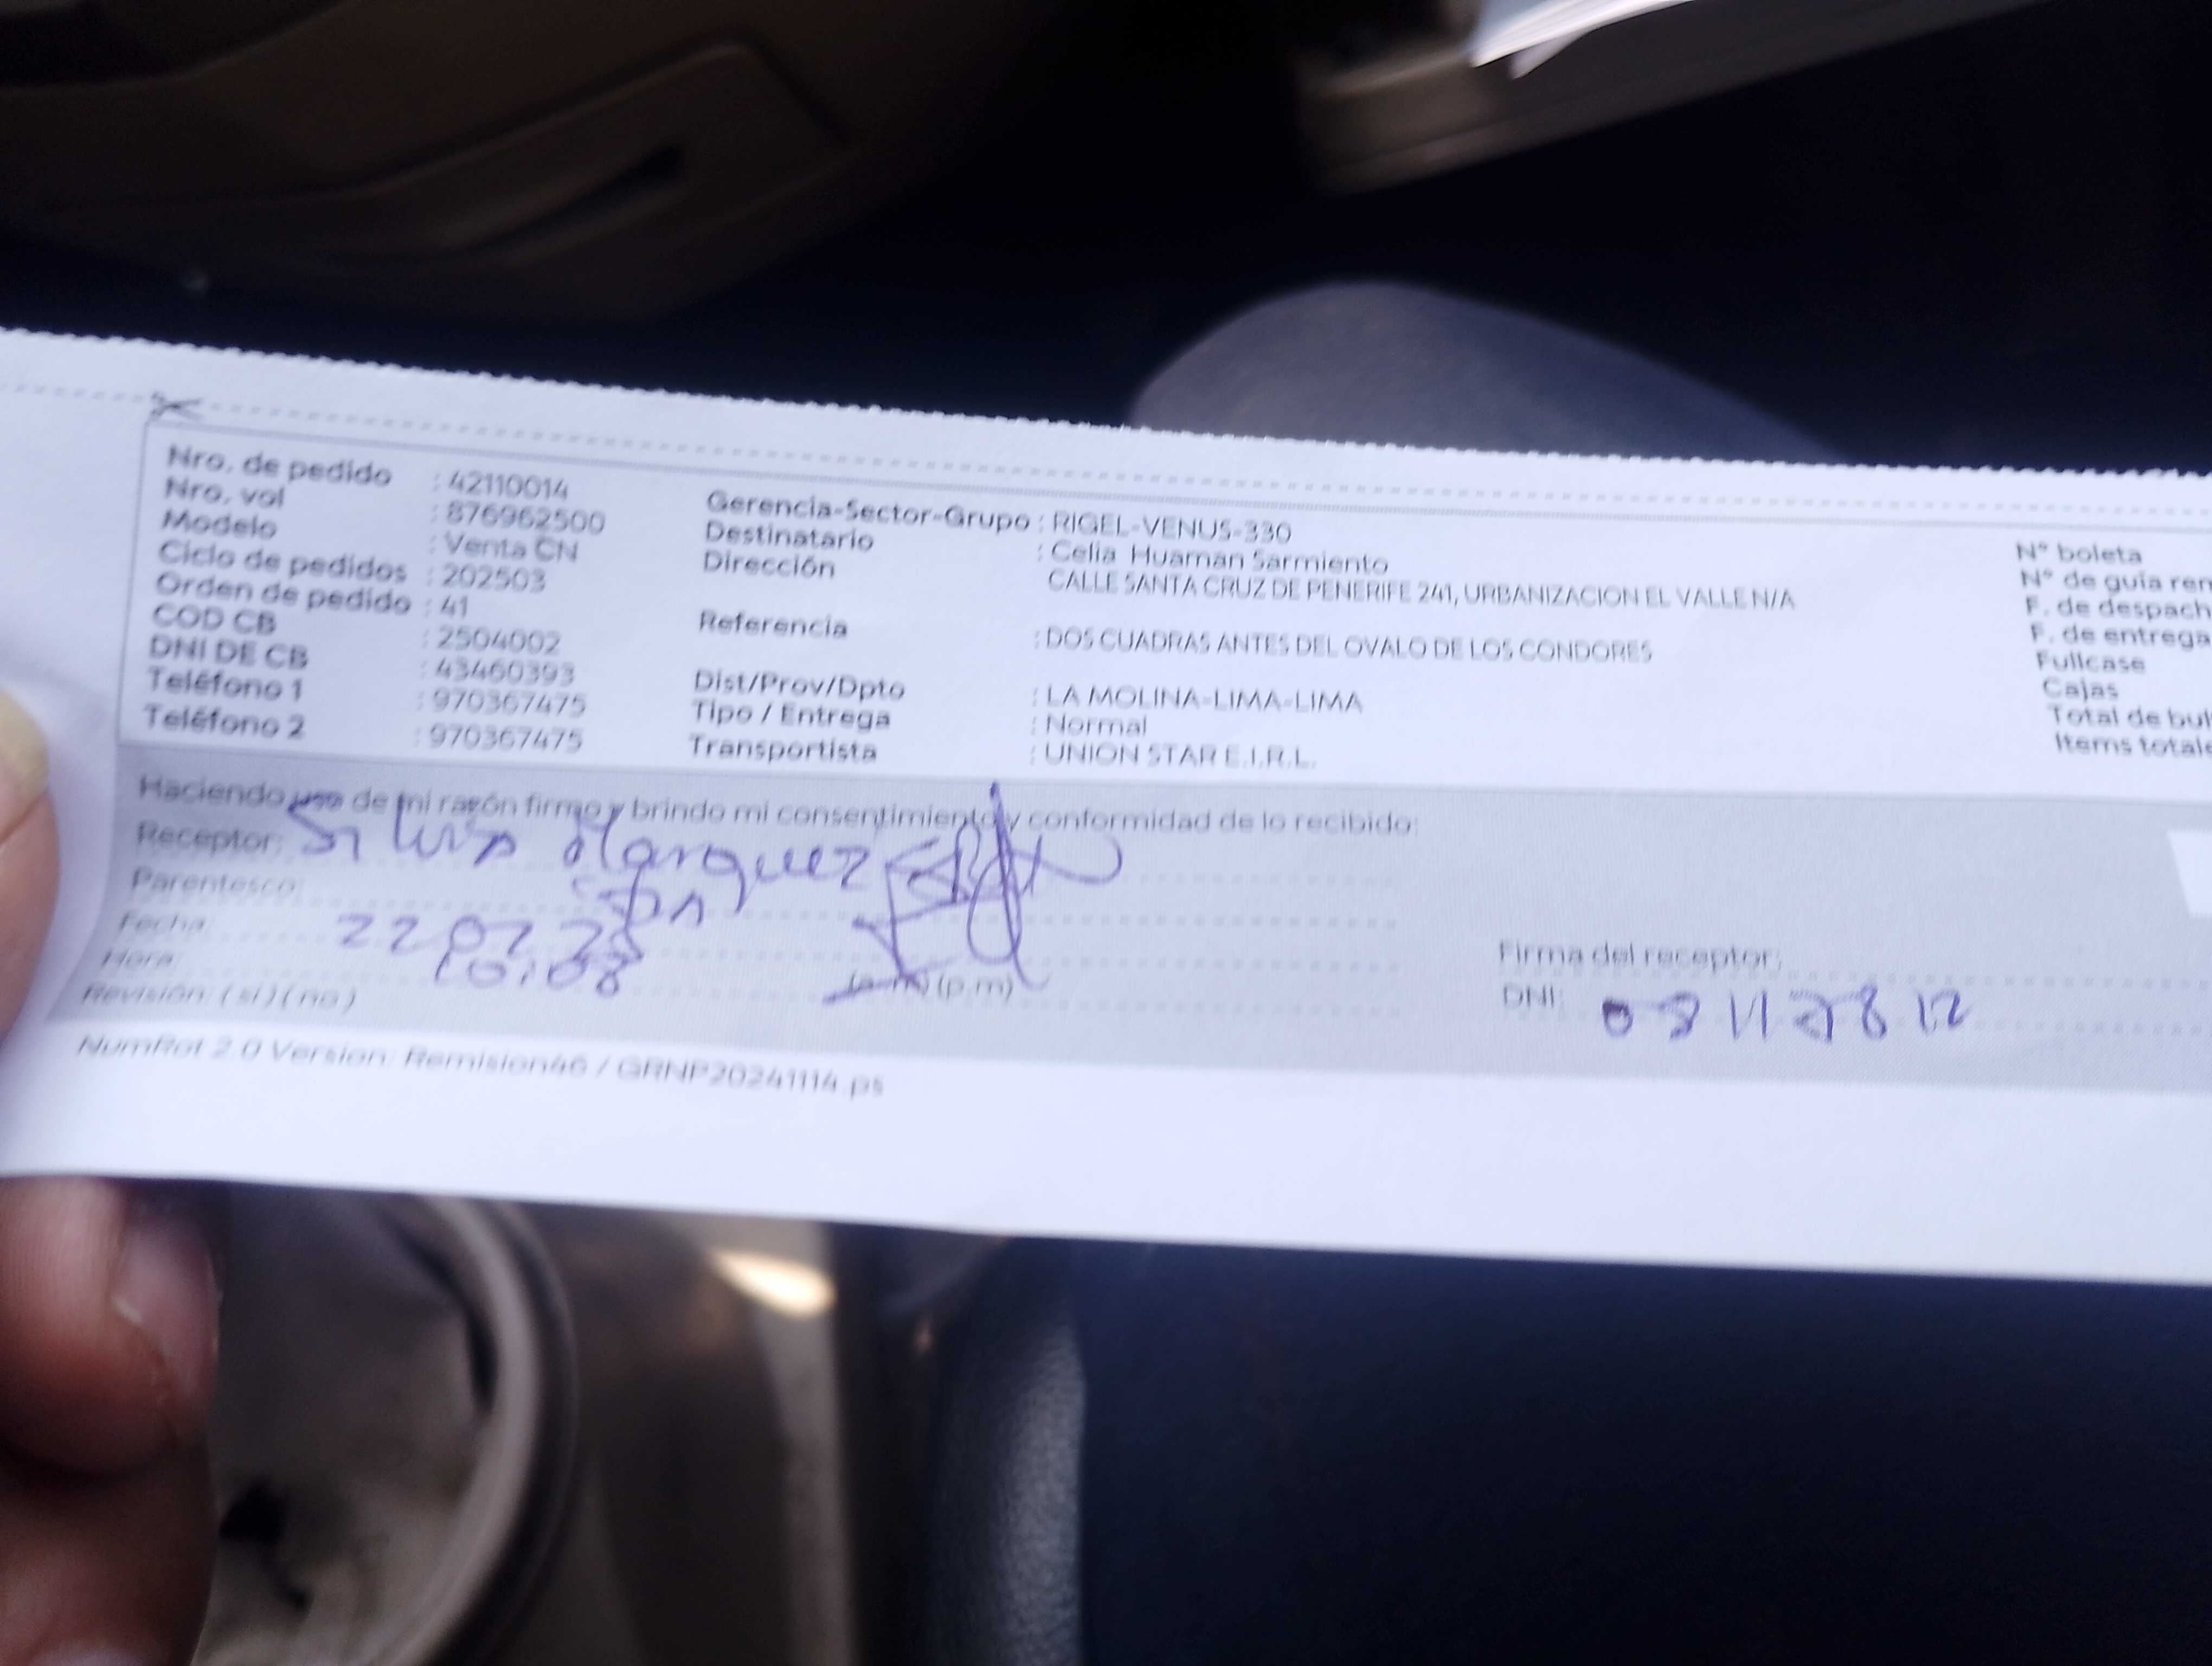 Nro. de pedido : 42110014
Nro. vol : 876962500
Modelo : Venta CN
Ciclo de pedidos : 202503
Orden de pedido : 41
COD CB : 2504002
DNI DE CB : 43460393
Teléfono 1 : 970367475
Teléfono 2 : 970367475
Gerencia-Sector-Grupo : RIGEL-VENUS-330
Destinatario : Celia Huaman Sarmiento
Dirección CALLE SANTA CRUZ DE PENERIFE 241, URBANIZACION EL VALLE N/A
Referencia : DOS CUADRAS ANTES DEL OVALO DE LOS CONDORES
Dist/Prov/Dpto : LA MOLINA-LIMA-LIMA
Tipo / Entrega : Normal
Transportista : UNION STAR E.I.R.L.
N° boleta
N° de guía rem
F. de despach
F. de entrega
Fullcase
Cajas
Total de bul
Items totale
Haciendo uso de mi razón firmo y brindo mi consentimiento y conformidad de lo recibido:
Receptor: Marquez
Parentesco:
Fecha:
Hora: 10:08 (a.m) (p.m)
Revisión: (si) (no)
Firma del receptor:
DNI:
NumRot 2.0 Version: Remision46 / GRNP20241114.ps